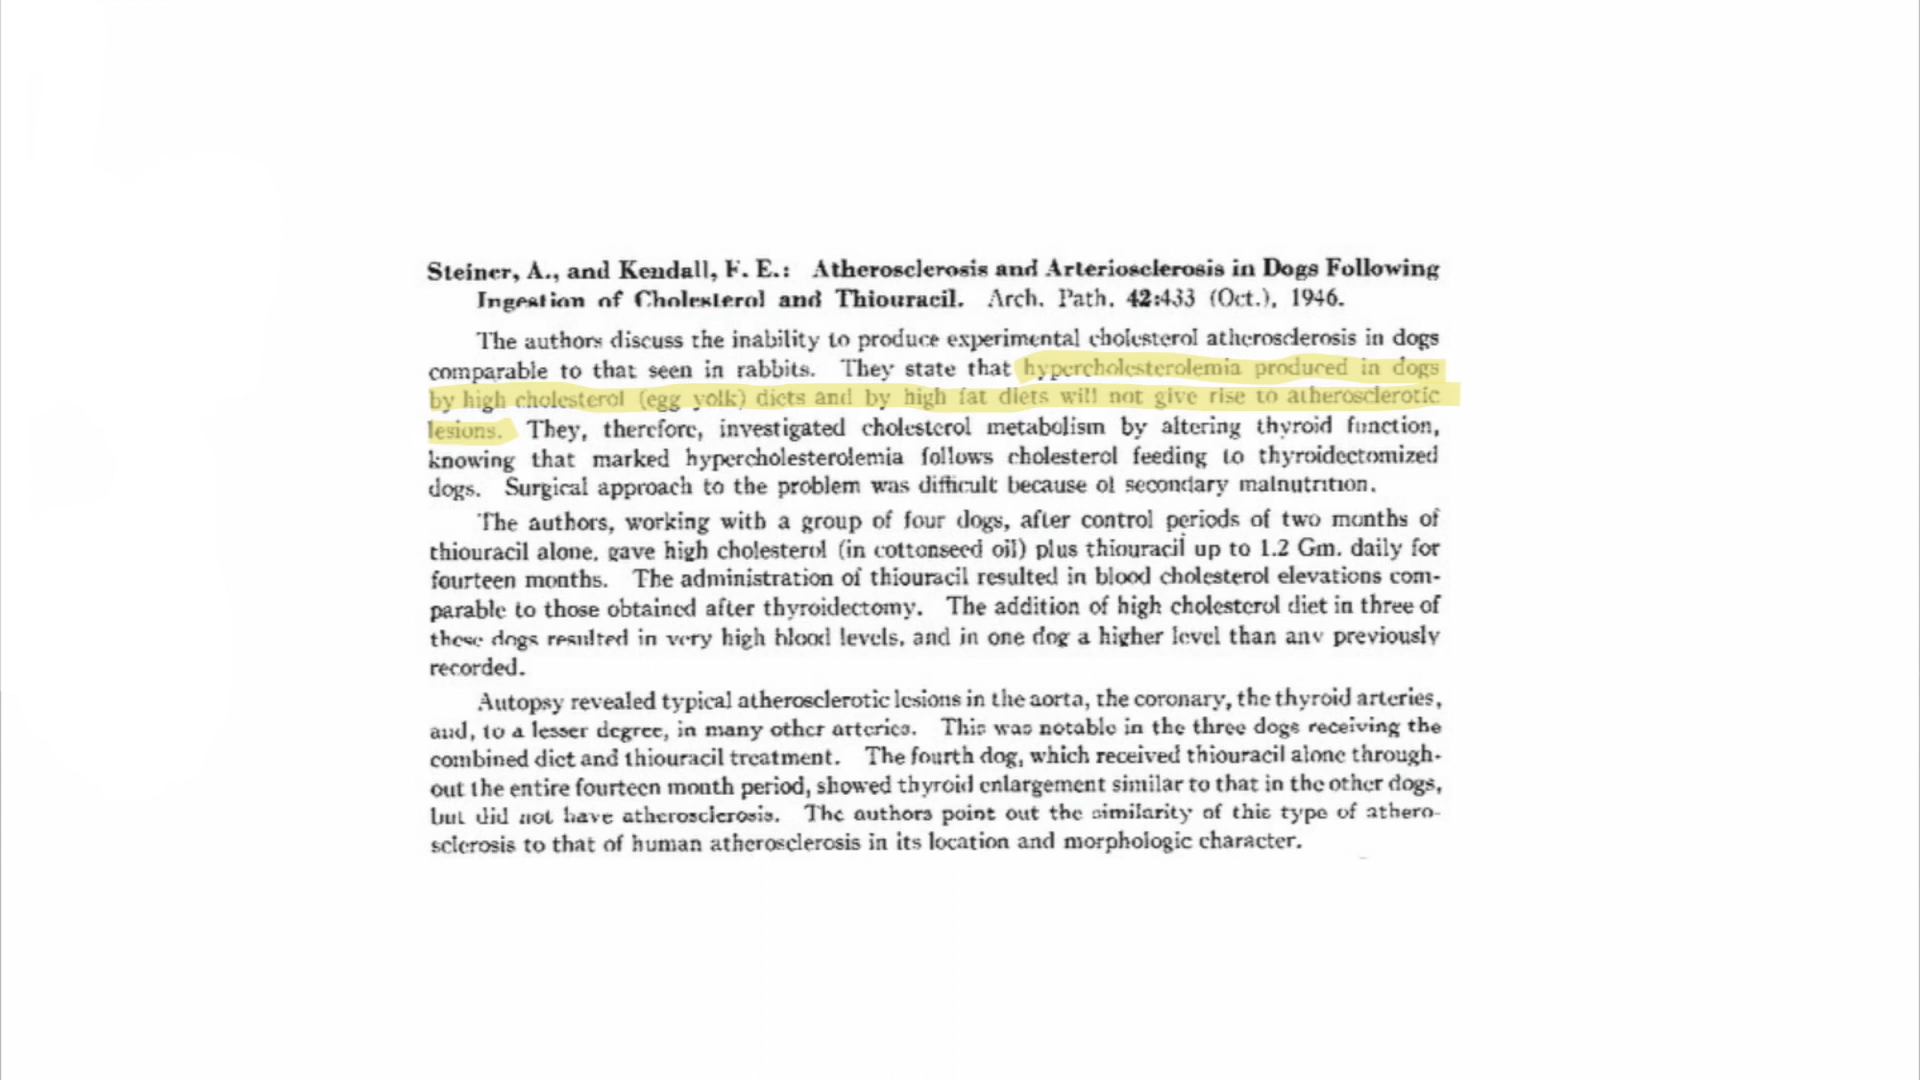 Steiner, A., and Kendall, F. E.: Atherosclerosis and Arteriosclerosis in Dogs Following
Ingestion of Cholesterol and Thiouracil. Arch. Path. 42:433 (Oct.), 1946.
The authors discuss the inability to produce experimental cholesterol atherosclerosis in dogs
comparable to that seen in rabbits. They state that hypercholesterolemia produced in dogs
by high cholesterol (egg yolk) diets and by high fat diets will not give rise to atherosclerotic
lesions. They, therefore, investigated cholesterol metabolism by altering thyroid function,
knowing that marked hypercholesterolemia follows cholesterol feeding to thyroidectomized
dogs. Surgical approach to the problem was difficult because of secondary malnutrition.
The authors, working with a group of four dogs, after control periods of two months of
thiouracil alone, gave high cholesterol (in cottonseed oil) plus thiouracil up to 1.2 Gm. daily for
fourteen months. The administration of thiouracil resulted in blood cholesterol elevations com-
parable to those obtained after thyroidectomy. The addition of high cholesterol diet in three of
these dogs resulted in very high blood levels, and in one dog a higher level than any previously
recorded.
Autopsy revealed typical atherosclerotic lesions in the aorta, the coronary, the thyroid arteries,
and, to a lesser degree, in many other arteries. This was notable in the three dogs receiving the
combined diet and thiouracil treatment. The fourth dog, which received thiouracil alone through-
out the entire fourteen month period, showed thyroid enlargement similar to that in the other dogs,
but did not have atherosclerosis. The authors point out the similarity of this type of athero-
sclerosis to that of human atherosclerosis in its location and morphologic character.